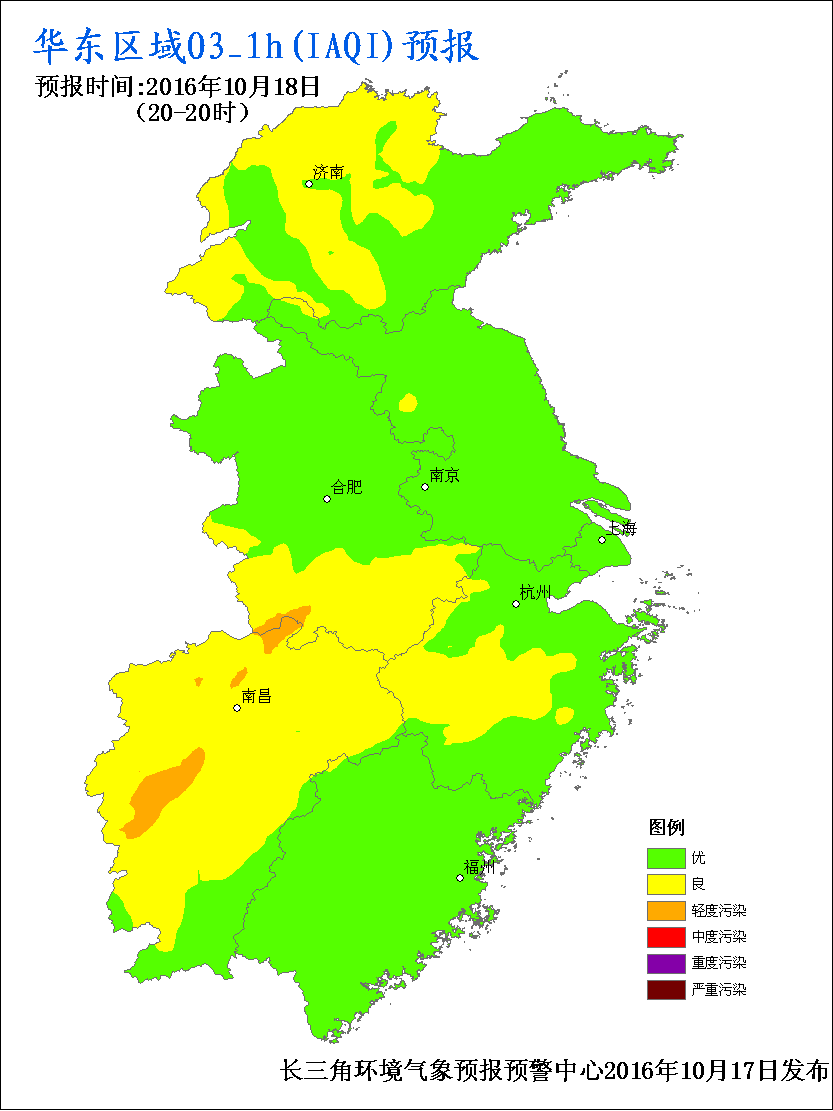 华东区域O3_1h(IAQI)预报
预报时间:2016年10月18日
（20-20时）
济南
南京
合肥
上海
杭州
南昌
福州
图例
优
良
轻度污染
中度污染
重度污染
严重污染
长三角环境气象预报预警中心2016年10月17日发布